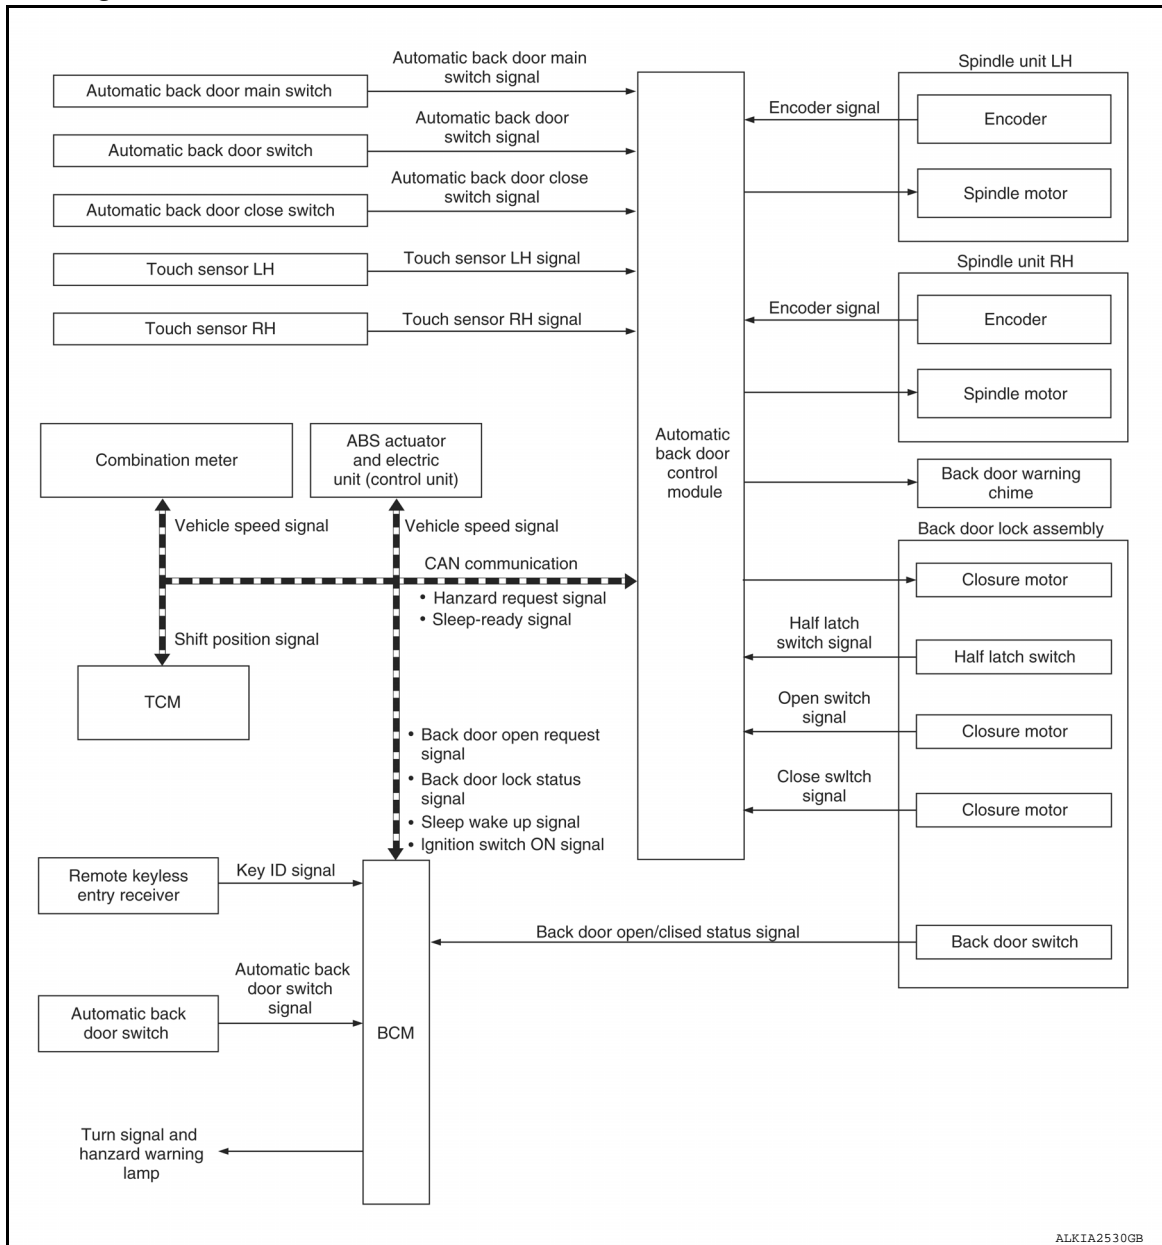 Automatic back door main
switch signal
Automatic back door main switch
Automatic back door
switch signal
Automatic back door switch
Automatic back door close
switch signal
Automatic back door close switch
Touch sensor LH
Touch sensor LH signal
Touch sensor RH
Touch sensor RH signal
Spindle unit LH
Encoder signal
Encoder
Spindle motor
Spindle unit RH
Encoder signal
Encoder
Spindle motor
Automatic
back door
control
module
Back door warning
chime
Back door lock assembly
Closure motor
Half latch
switch signal
Half latch switch
Open switch
signal
Closure motor
Close swltch
signal
Closure motor
Combination meter
ABS actuator
and electric
unit (control unit)
Vehicle speed signal
Vehicle speed signal
CAN communication
• Hanzard request signal
• Sleep-ready signal
Shift position signal
TCM
• Back door open request
signal
• Back door lock status
signal
• Sleep wake up signal
• Ignition switch ON signal
Remote keyless
entry receiver
Key ID signal
Back door open/clised status signal
Back door switch
Automatic back
door switch
signal
Automatic back
door switch
BCM
Turn signal and
hanzard warning
lamp
ALKIA2530GB